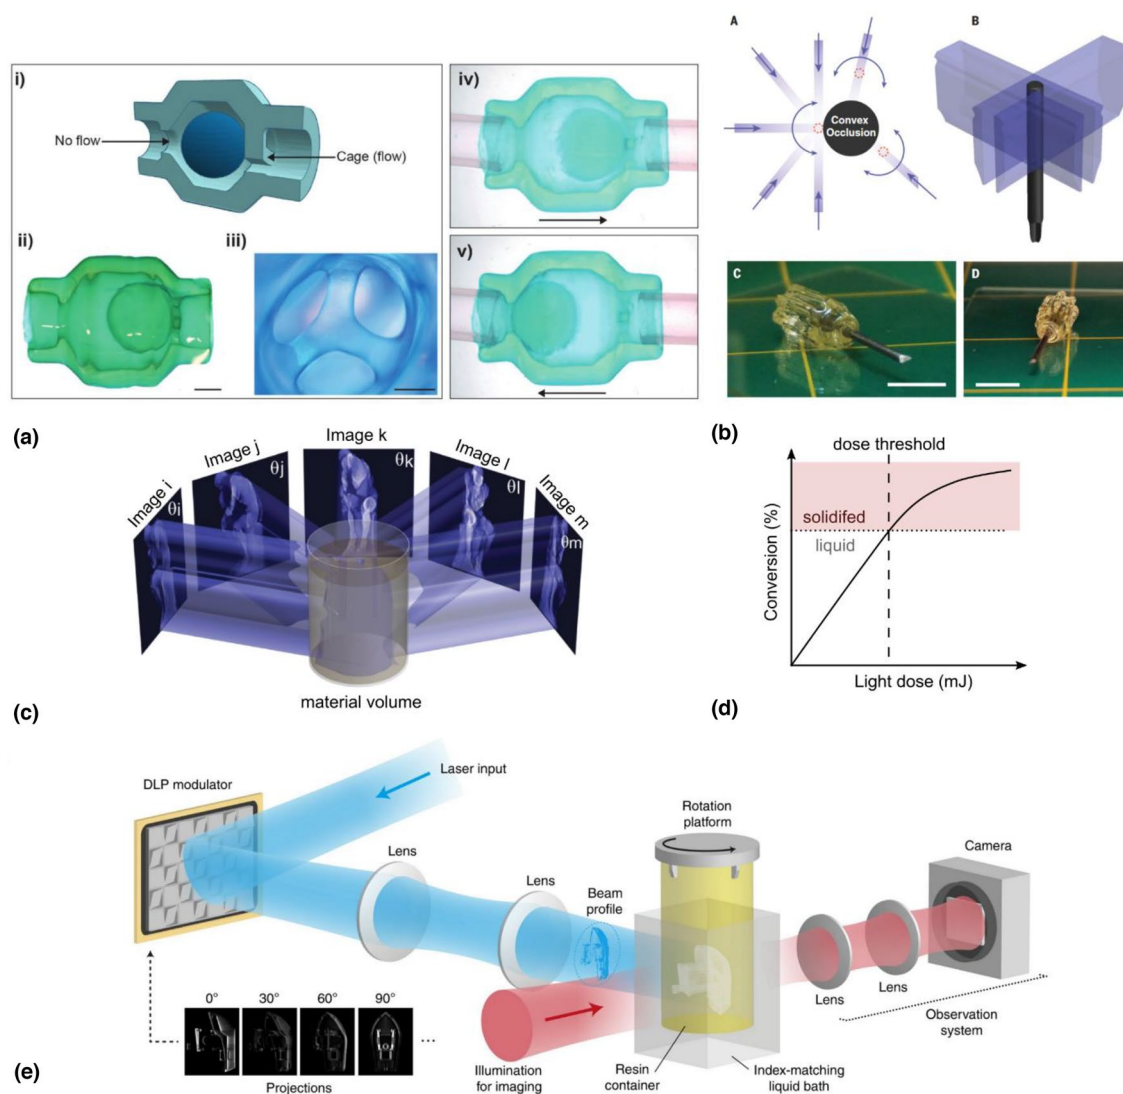 i)
No flow
Cage (flow)
ii)
iii)
iv)
v)
A
Convex
Occlusion
B
C
D
(a)
(b)
Image i
θi
Image j
θj
Image k
θk
Image l
θl
Image m
θm
material volume
dose threshold
solidifed
liquid
Conversion (%)
Light dose (mJ)
(c)
(d)
DLP modulator
Laser input
Lens
Lens
Beam
profile
Rotation
platform
Camera
Lens
Lens
Observation
system
0°
30°
60°
90°
...
Projections
Illumination
for imaging
Resin
container
Index-matching
liquid bath
(e)